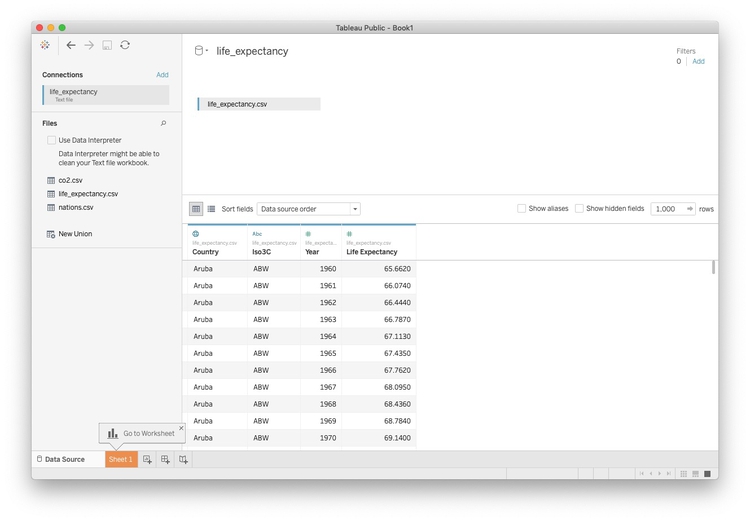 Tableau Public - Book1
Connections
Add
life_expectancy
Text file
Files
Use Data Interpreter
Data Interpreter might be able to
clean your Text file workbook.
co2.csv
life_expectancy.csv
nations.csv
New Union
life_expectancy
Filters
0 Add
life_expectancy.csv
Sort fields Data source order Show aliases Show hidden fields 1,000 rows
Abc
life_expectancy.csv life_expectancy.csv life_expecta... life_expectancy.csv
Country Iso3C Year Life Expectancy
Aruba ABW 1960 65.6620
Aruba ABW 1961 66.0740
Aruba ABW 1962 66.4440
Aruba ABW 1963 66.7870
Aruba ABW 1964 67.1130
Aruba ABW 1965 67.4350
Aruba ABW 1966 67.7620
Aruba ABW 1967 68.0950
Aruba ABW 1968 68.4360
Aruba ABW 1969 68.7840
Aruba ABW 1970 69.1400
Go to Worksheet
Data Source Sheet 1